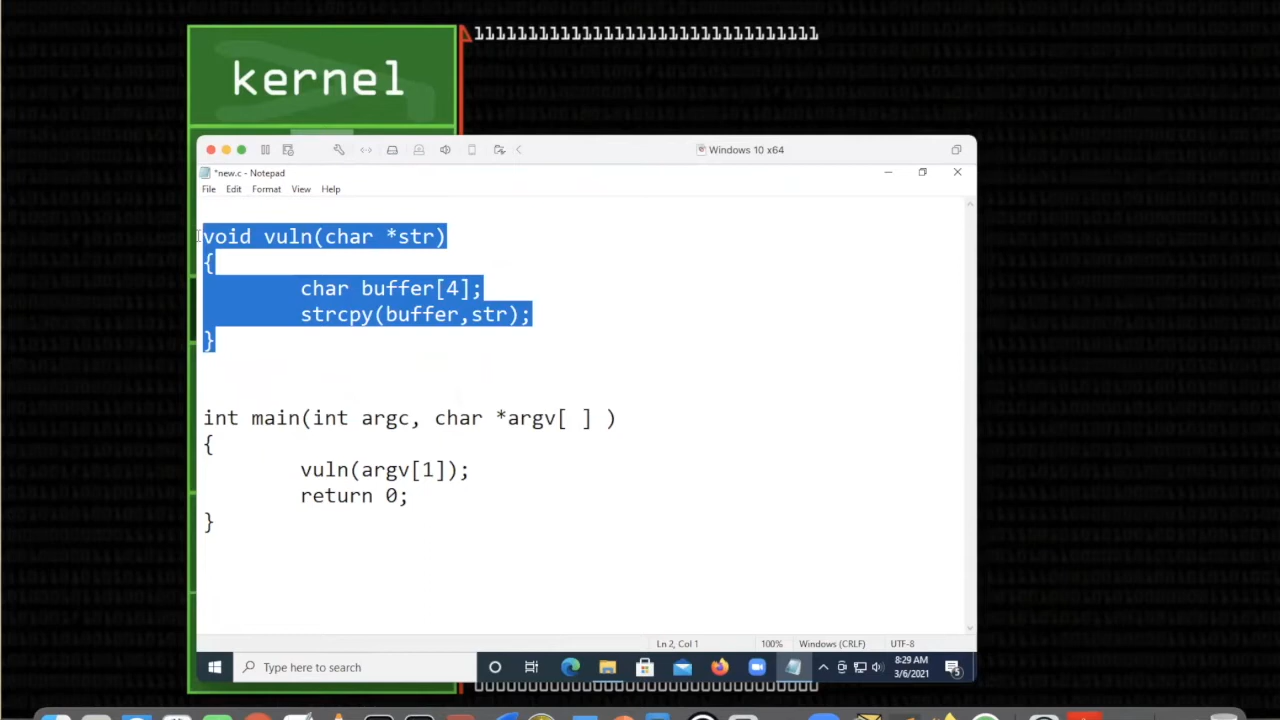 11111111111111111111111111111111
kernel
Windows 10 x64
*new.c - Notepad
File Edit Format View Help
void vuln(char *str)
{
char buffer[4];
strcpy(buffer,str);
}
int main(int argc, char *argv[ ] )
{
vuln(argv[1]);
return 0;
}
Ln 2, Col 1 100% Windows (CRLF) UTF-8
Type here to search
8:29 AM
3/6/2021
5